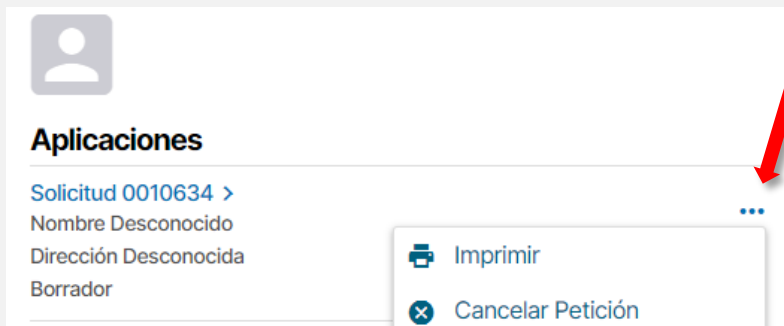 Aplicaciones
Solicitud 0010634 >
Nombre Desconocido
Dirección Desconocida
Borrador
Imprimir
Cancelar Petición